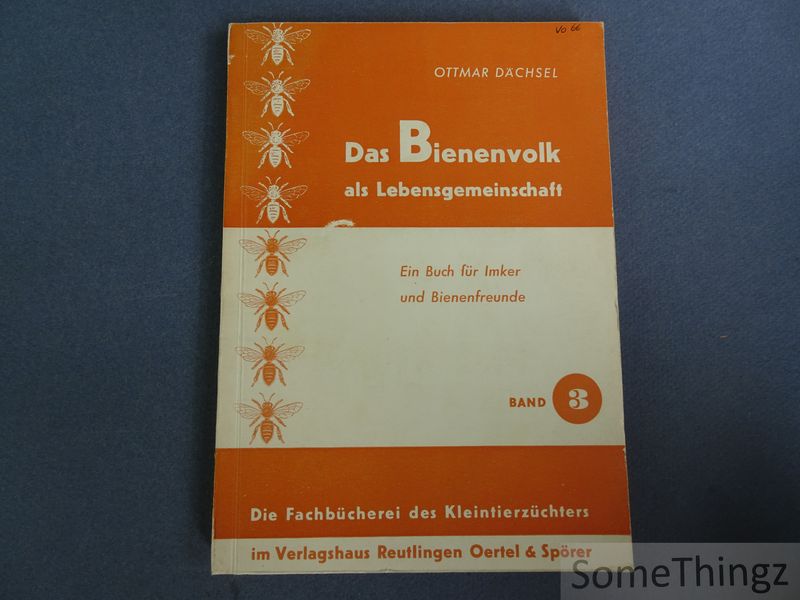 Vo 66
OTTMAR DÄCHSEL
Das Bienenvolk
als Lebensgemeinschaft
Ein Buch für Imker
und Bienenfreunde
BAND 3
Die Fachbücherei des Kleintierzüchters
im Verlagshaus Reutlingen Oertel & Spörer
SomeThingz